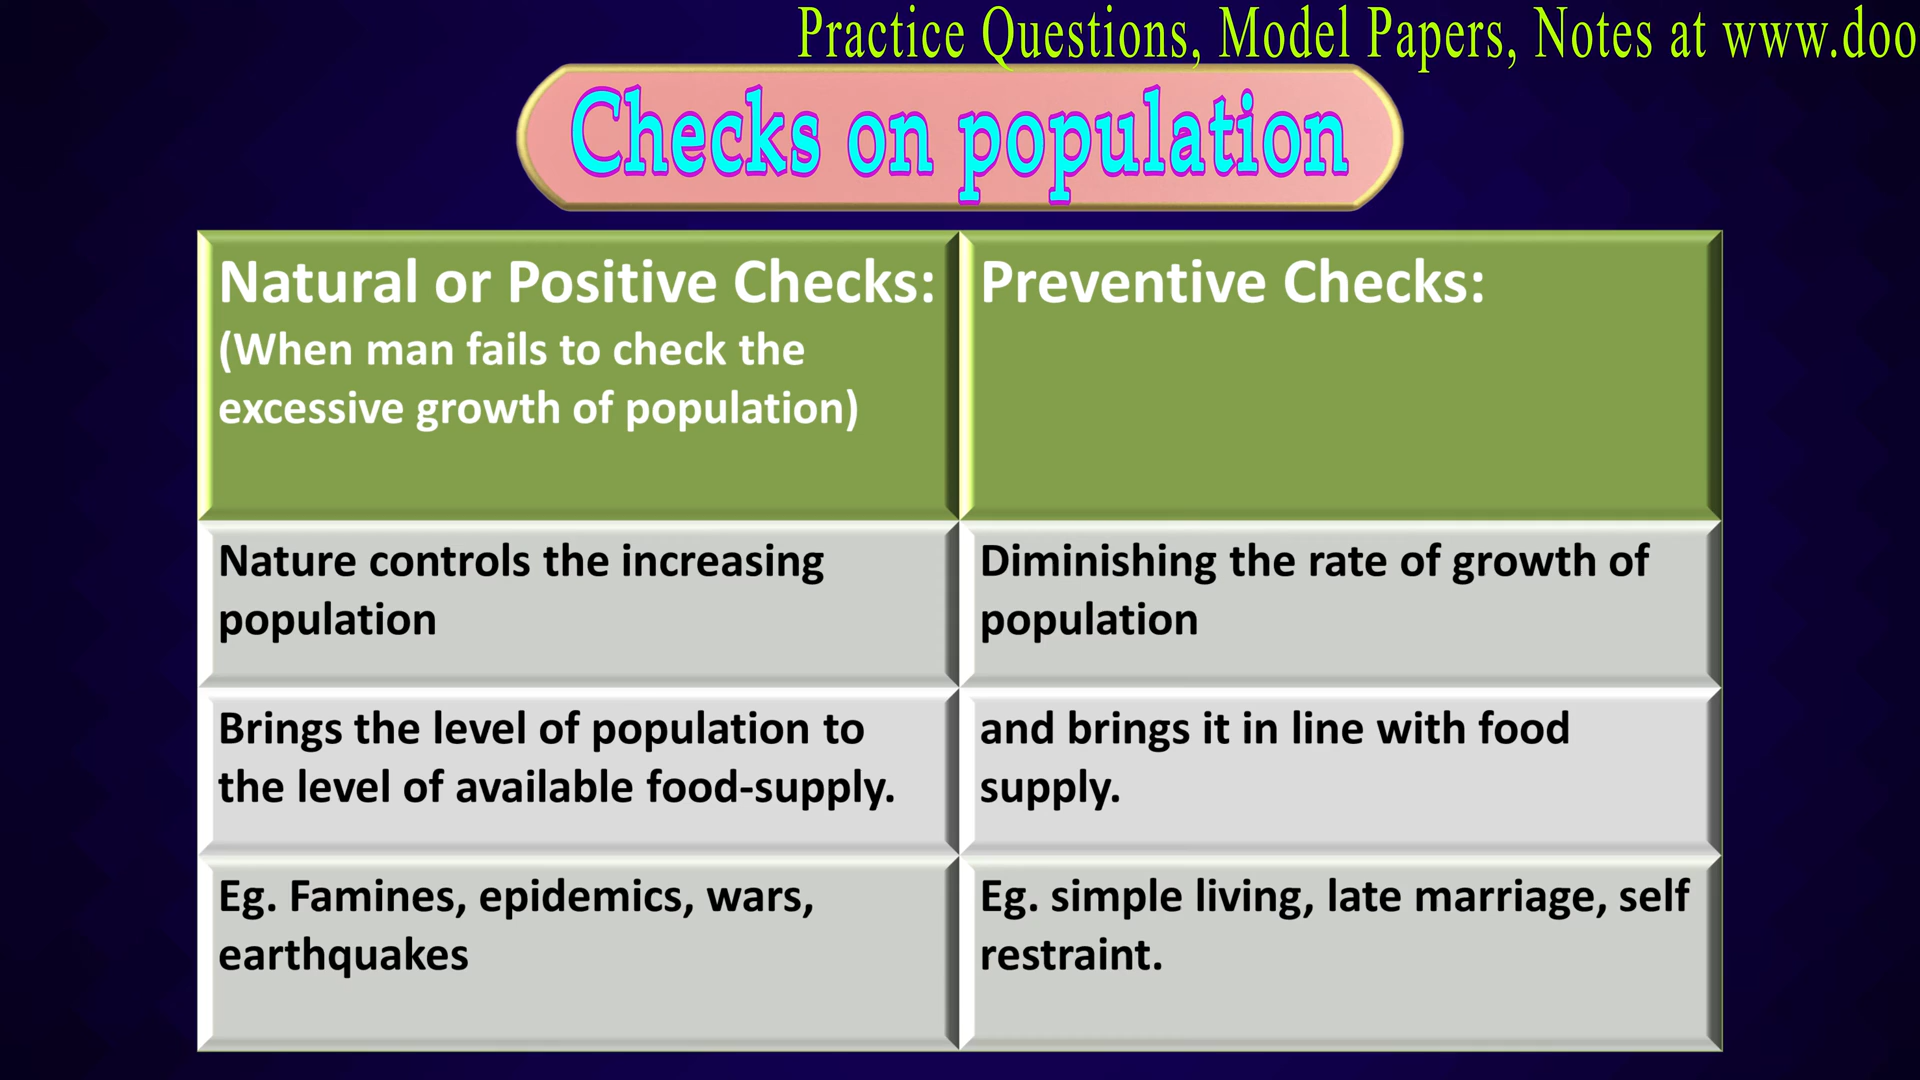 Practice Questions, Model Papers, Notes at www.doo
Checks on population
Natural or Positive Checks:
(When man fails to check the
excessive growth of population)
Preventive Checks:
Nature controls the increasing
population
Diminishing the rate of growth of
population
Brings the level of population to
the level of available food-supply.
and brings it in line with food
supply.
Eg. Famines, epidemics, wars,
earthquakes
Eg. simple living, late marriage, self
restraint.